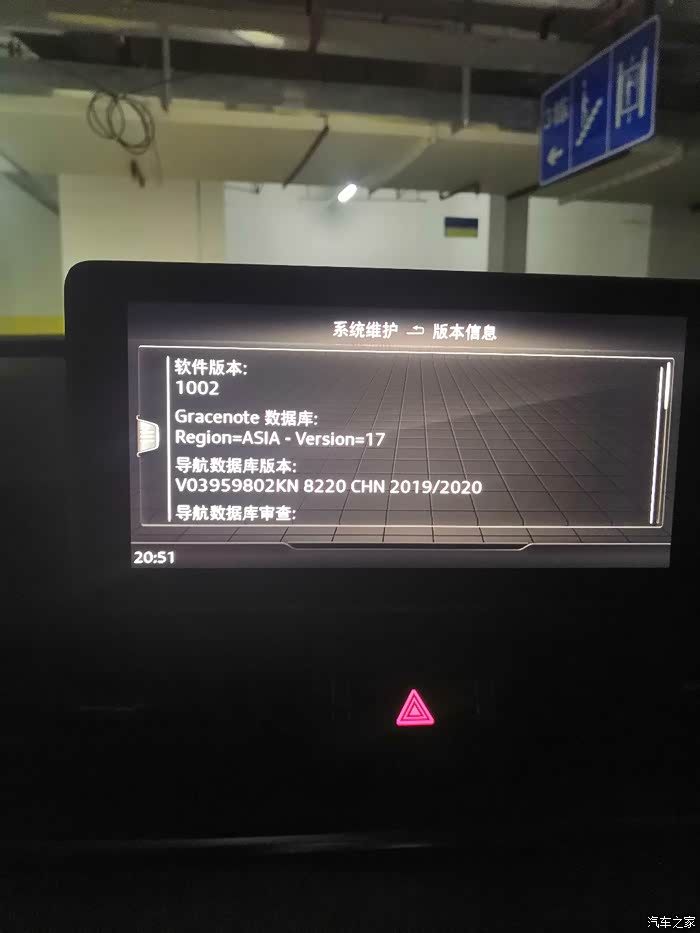 系统维护 版本信息
软件版本:
1002
Gracenote 数据库:
Region=ASIA - Version=17
导航数据库版本:
V03959802KN 8220 CHN 2019/2020
导航数据库审查:
20:51
汽车之家